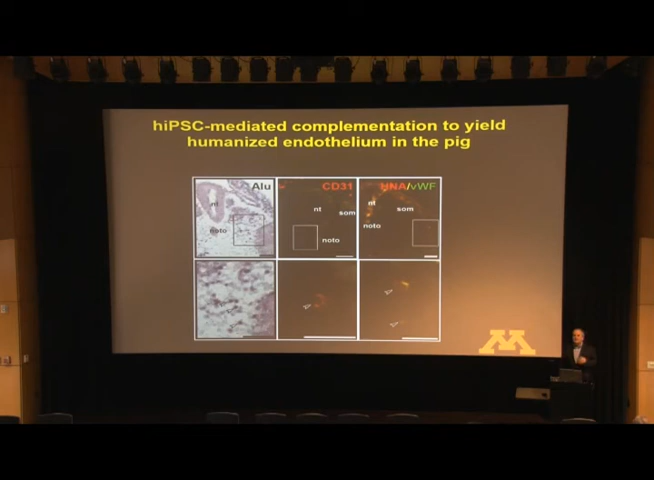 hiPSC-mediated complementation to yield
humanized endothelium in the pig
Alu
CD31
HNA/vWF
nt
noto
nt
som
noto
nt
som
noto
M